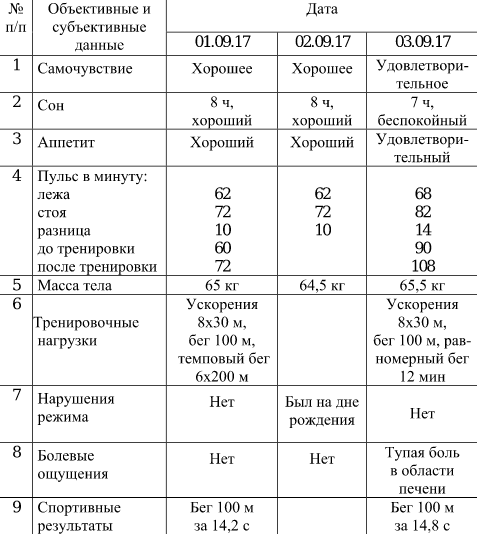 № п/п | Объективные и субъективные данные | Дата
01.09.17 | 02.09.17 | 03.09.17
1 | Самочувствие | Хорошее | Хорошее | Удовлетвори-
тельное
2 | Сон | 8 ч, | 8 ч, | 7 ч,
хороший | хороший | беспокойный
3 | Аппетит | Хороший | Хороший | Удовлетвори-
тельный
4 | Пульс в минуту:
лежа | 62 | 62 | 68
стоя | 72 | 72 | 82
разница | 10 | 10 | 14
до тренировки | 60 | | 90
после тренировки | 72 | | 108
5 | Масса тела | 65 кг | 64,5 кг | 65,5 кг
6 | Тренировочные нагрузки | Ускорения | | Ускорения
8х30 м, | | 8х30 м,
бег 100 м, | | бег 100 м, рав-
темповый бег | | номерный бег
6х200 м | | 12 мин
7 | Нарушения | Нет | Был на дне | Нет
режима | | рождения
8 | Болевые | Нет | Нет | Тупая боль
ощущения | | | в области
печени
9 | Спортивные | Бег 100 м | | Бег 100 м
результаты | за 14,2 с | | за 14,8 с